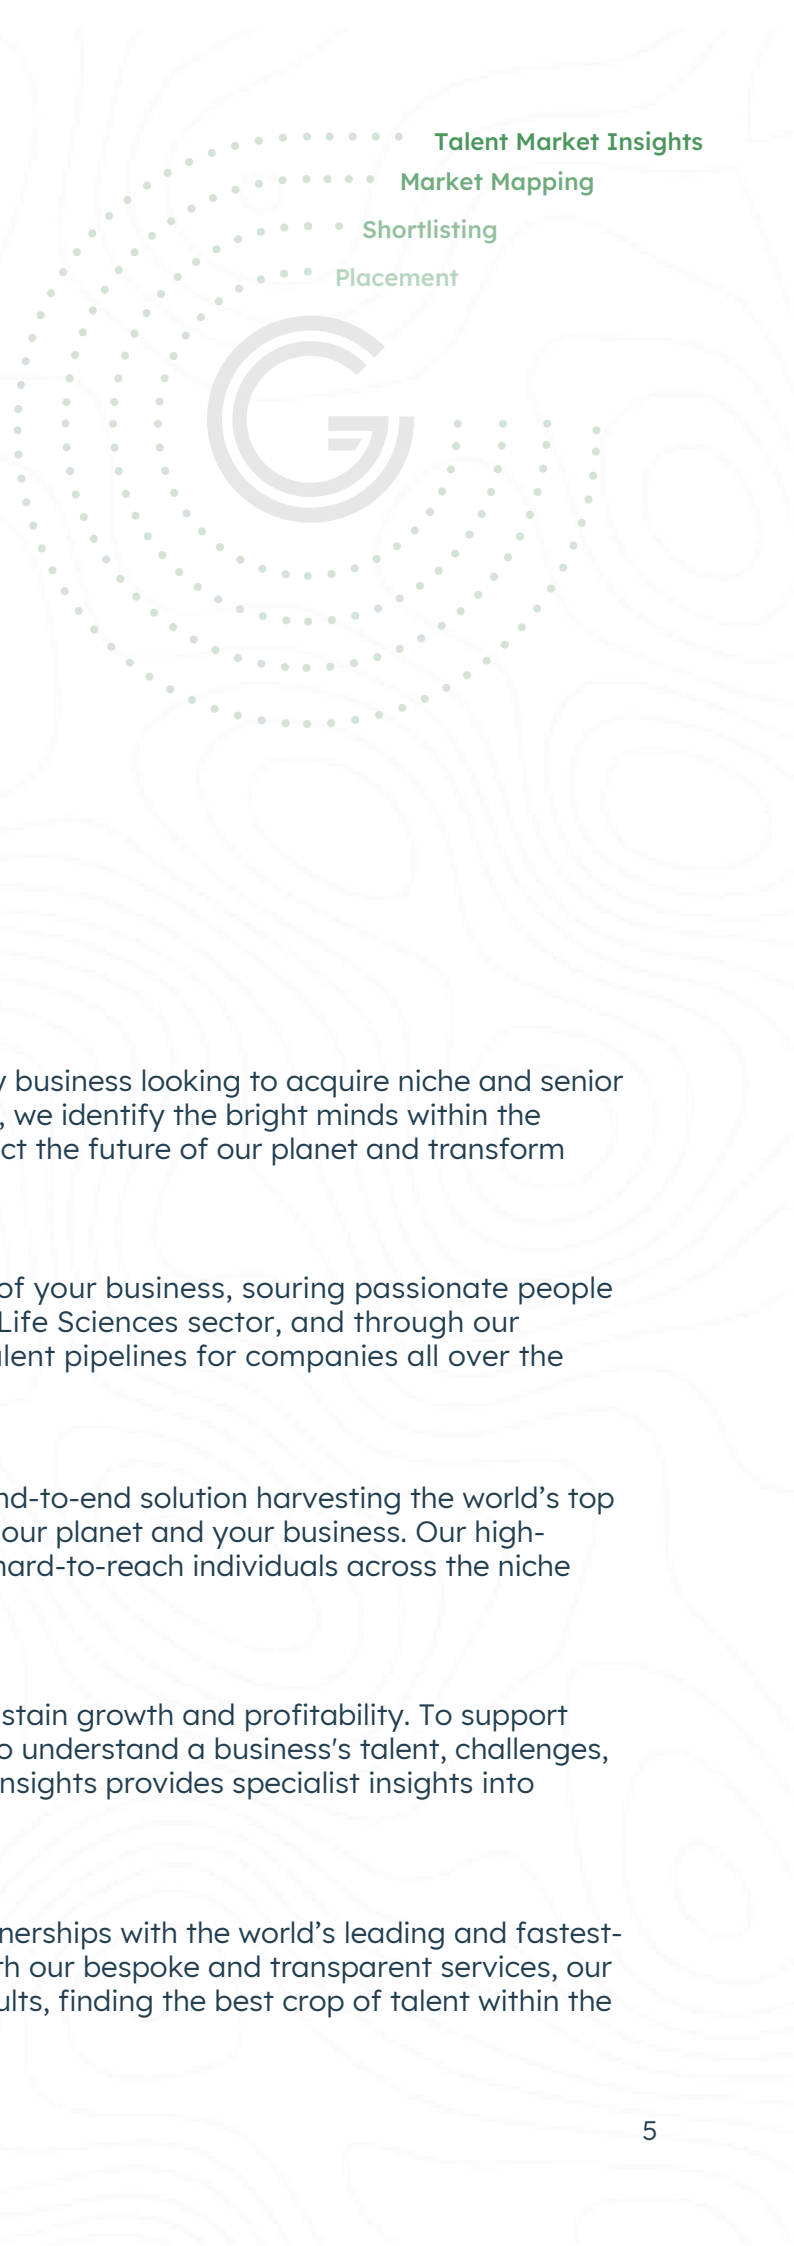 Talent Market Insights
Market Mapping
Shortlisting
Placement
business looking to acquire niche and senior
, we identify the bright minds within the
ct the future of our planet and transform
of your business, souring passionate people
Life Sciences sector, and through our
lent pipelines for companies all over the
nd-to-end solution harvesting the world’s top
our planet and your business. Our high-
hard-to-reach individuals across the niche
stain growth and profitability. To support
o understand a business's talent, challenges,
nsights provides specialist insights into
nerships with the world’s leading and fastest-
th our bespoke and transparent services, our
ults, finding the best crop of talent within the
5